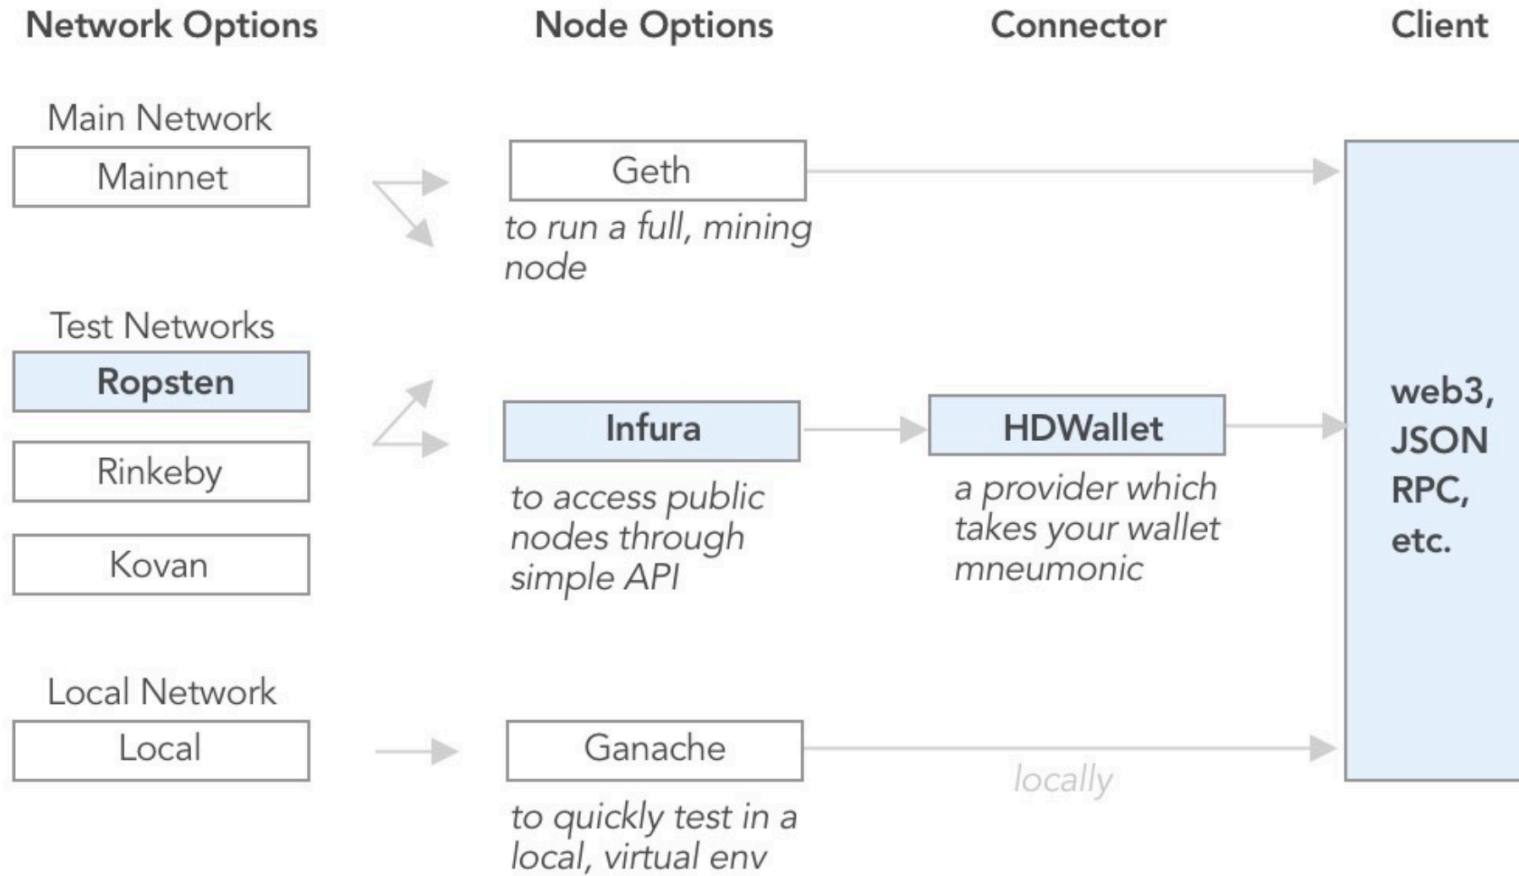 Network Options
Node Options
Connector
Client
Main Network
Mainnet
Geth
to run a full, mining
node
Test Networks
Ropsten
Rinkeby
Kovan
Infura
to access public
nodes through
simple API
HDWallet
a provider which
takes your wallet
mneumonic
web3,
JSON
RPC,
etc.
Local Network
Local
Ganache
to quickly test in a
local, virtual env
locally